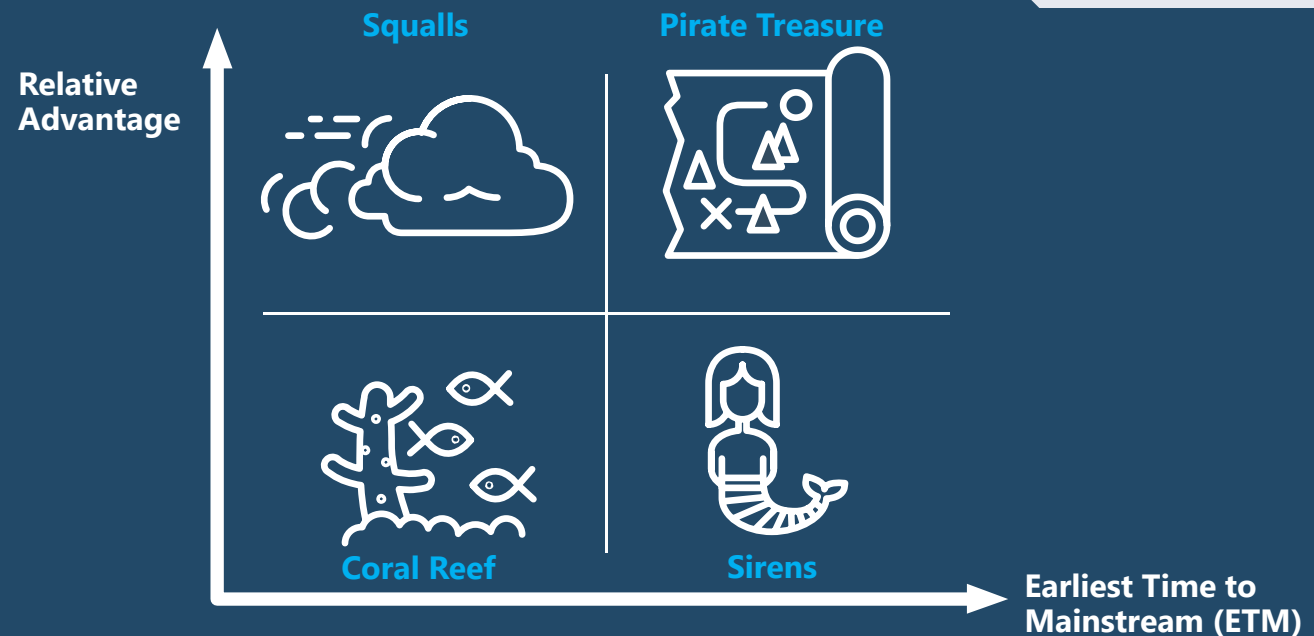 Squalls
Pirate Treasure
Relative
Advantage
Coral Reef
Sirens
Earliest Time to
Mainstream (ETM)